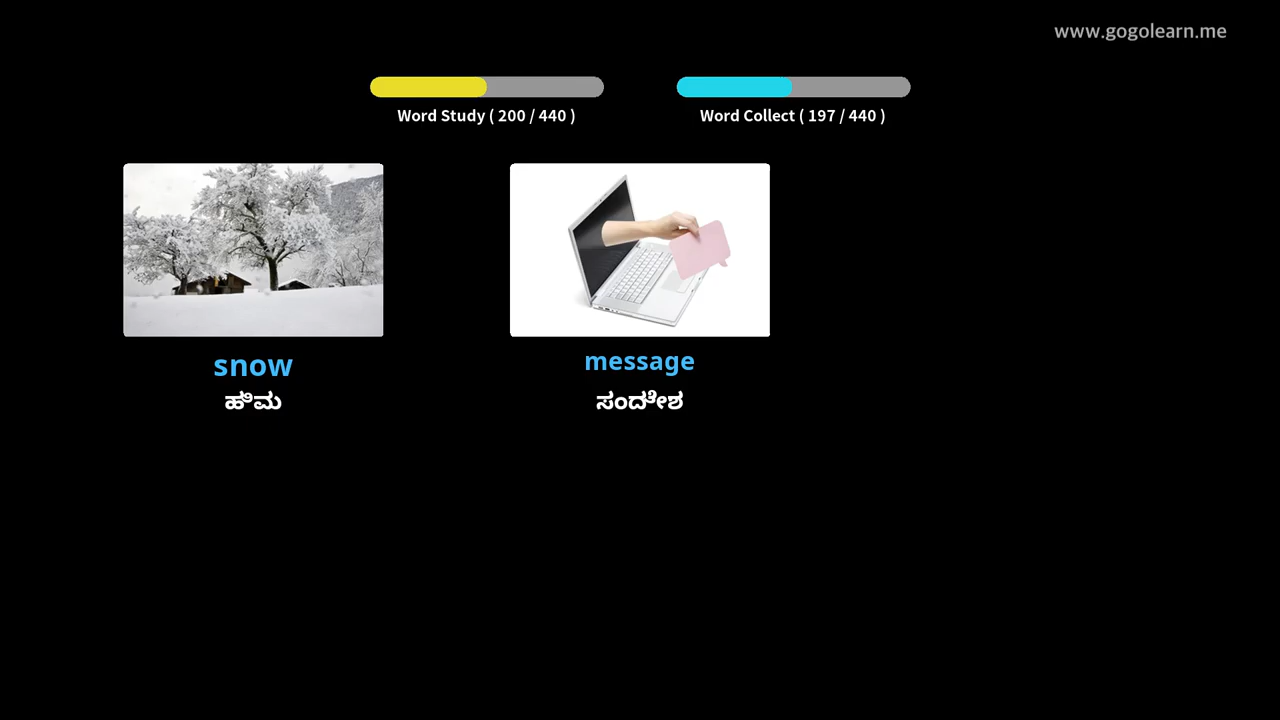 www.gogolearn.me
Word Study ( 200 / 440 )
Word Collect ( 197 / 440 )
snow
ಹಿಮ
message
ಸಂದೇಶ